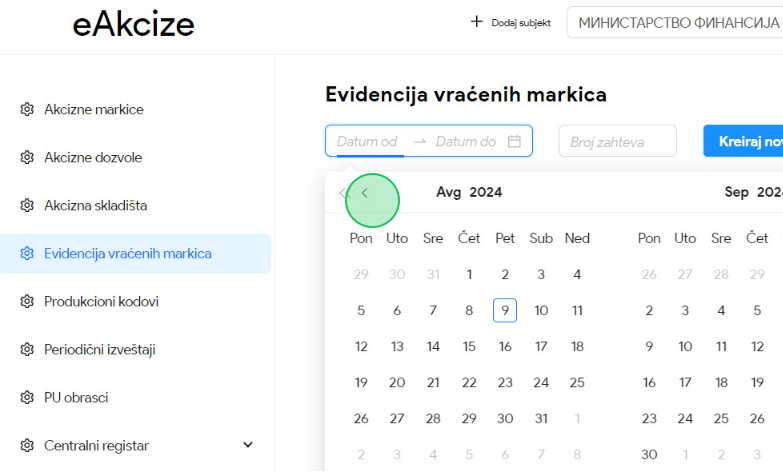 eAkcize
Dodaj subjekt
МИНИСТАРСТВО ФИНАНСИЈА
Akcizne markice
Akcizne dozvole
Akcizna skladišta
Evidencija vraćenih markica
Produkcioni kodovi
Periodični izveštaji
PU obrasci
Centralni registar
Evidencija vraćenih markica
Datum od → Datum do
Broj zahteva
Kreiraj nov
Avg 2024
Pon Uto Sre Čet Pet Sub Ned
29 30 31 1 2 3 4
5 6 7 8 9 10 11
12 13 14 15 16 17 18
19 20 21 22 23 24 25
26 27 28 29 30 31 1
2 3 4 5 6 7 8
Sep 2024
Pon Uto Sre Čet
26 27 28 29
2 3 4 5
9 10 11 12
16 17 18 19
23 24 25 26
30 1 2 3